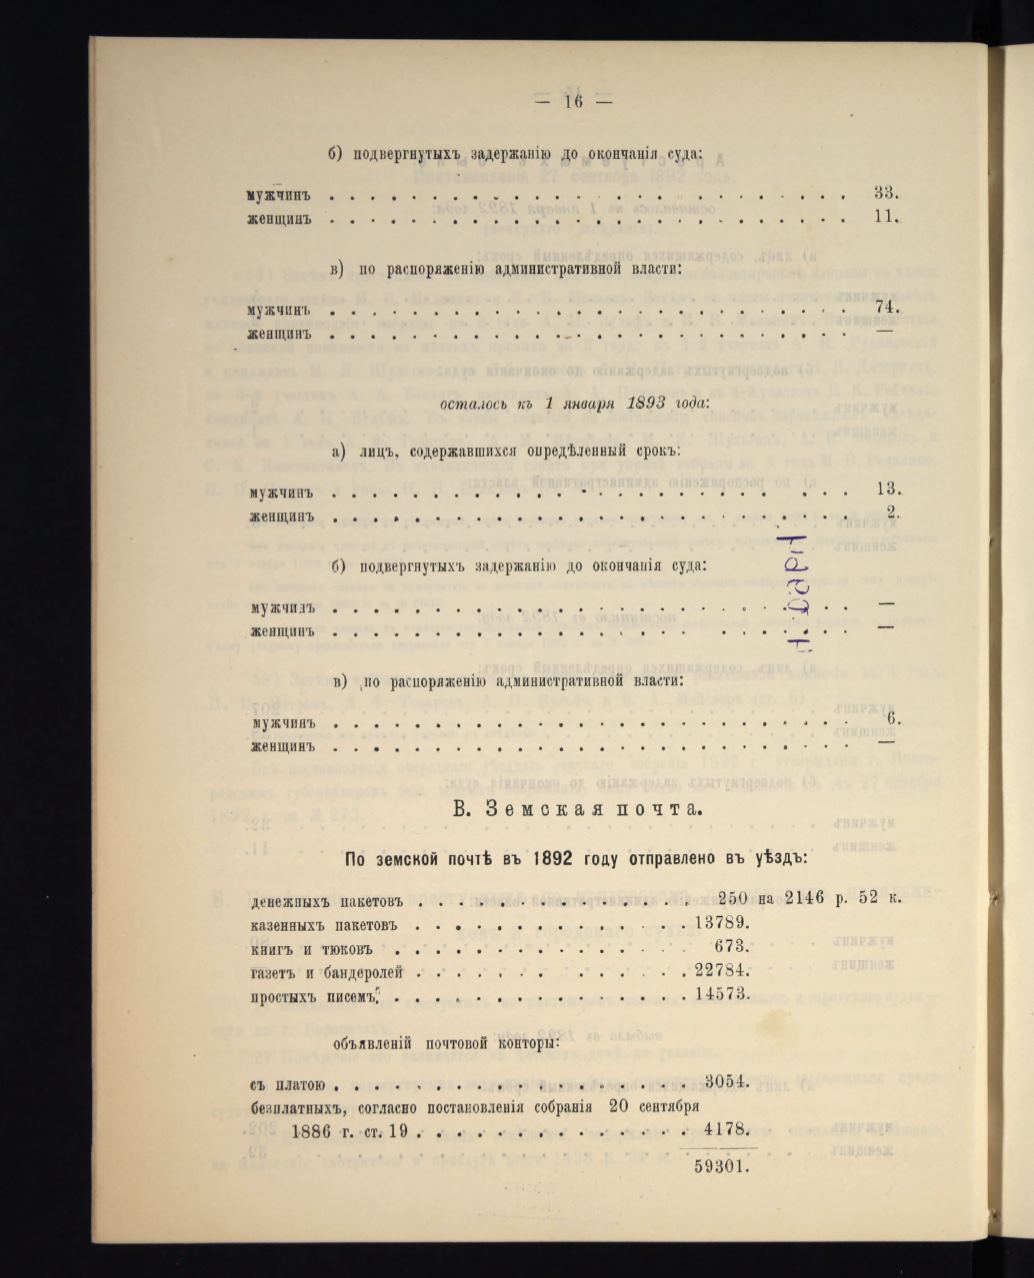 — 16 —
б) подвергнутыхъ задержанію до окончанія суда:
мужчинъ . . . . . . . . . . . . . . . . . . . . . . . . . . 33.
женщинъ . . . . . . . . . . . . . . . . . . . . . . . . . . 11.
в) по распоряженію административной власти:
мужчинъ . . . . . . . . . . . . . . . . . . . . . . . . . . 74.
женщинъ . . . . . . . . . . . . . . . . . . . . . . . . . . —
осталось къ 1 января 1893 года:
а) лицъ, содержавшихся опредѣленный срокъ:
мужчинъ . . . . . . . . . . . . . . . . . . . . . . . . . . 13.
женщинъ . . . . . . . . . . . . . . . . . . . . . . . . . . 2.
б) подвергнутыхъ задержанію до окончанія суда:
мужчинъ . . . . . . . . . . . . . . . . . . . . . . . . . . —
женщинъ . . . . . . . . . . . . . . . . . . . . . . . . . . —
в) по распоряженію административной власти:
мужчинъ . . . . . . . . . . . . . . . . . . . . . . . . . . 6.
женщинъ . . . . . . . . . . . . . . . . . . . . . . . . . . —
В. Земская почта.
По земской почтѣ въ 1892 году отправлено въ уѣздъ:
денежныхъ пакетовъ . . . . . . . . . . . . . . 250 на 2146 р. 52 к.
казенныхъ пакетовъ . . . . . . . . . . . . . . 13789.
книгъ и тюковъ . . . . . . . . . . . . . . . 673.
газетъ и бандеролей . . . . . . . . . . . . . . 22784.
простыхъ писемъ . . . . . . . . . . . . . . . 14573.
объявленій почтовой конторы:
съ платою . . . . . . . . . . . . . . . . . . 3054.
безплатныхъ, согласно постановленія собранія 20 сентября
1886 г. ст. 19 . . . . . . . . . . . . . . 4178.
59301.